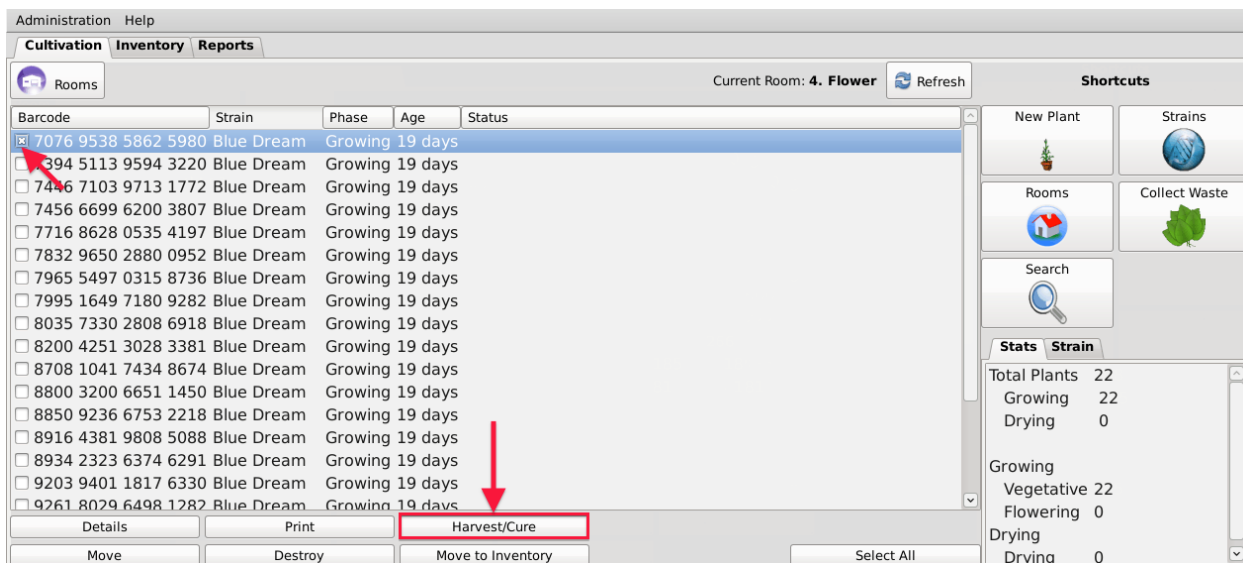 Administration Help
Cultivation Inventory Reports
Rooms Current Room: 4. Flower Refresh Shortcuts
Barcode Strain Phase Age Status
7076 9538 5862 5980 Blue Dream Growing 19 days
7394 5113 9594 3220 Blue Dream Growing 19 days
7446 7103 9713 1772 Blue Dream Growing 19 days
7456 6699 6200 3807 Blue Dream Growing 19 days
7716 8628 0535 4197 Blue Dream Growing 19 days
7832 9650 2880 0952 Blue Dream Growing 19 days
7965 5497 0315 8736 Blue Dream Growing 19 days
7995 1649 7180 9282 Blue Dream Growing 19 days
8035 7330 2808 6918 Blue Dream Growing 19 days
8200 4251 3028 3381 Blue Dream Growing 19 days
8708 1041 7434 8674 Blue Dream Growing 19 days
8800 3200 6651 1450 Blue Dream Growing 19 days
8850 9236 6753 2218 Blue Dream Growing 19 days
8916 4381 9808 5088 Blue Dream Growing 19 days
8934 2323 6374 6291 Blue Dream Growing 19 days
9203 9401 1817 6330 Blue Dream Growing 19 days
9261 8029 6498 1282 Blue Dream Growing 19 days
Details Print Harvest/Cure
Move Destroy Move to Inventory Select All
New Plant Strains
Rooms Collect Waste
Search
Stats Strain
Total Plants 22
Growing 22
Drying 0
Growing
Vegetative 22
Flowering 0
Drying
Drying 0